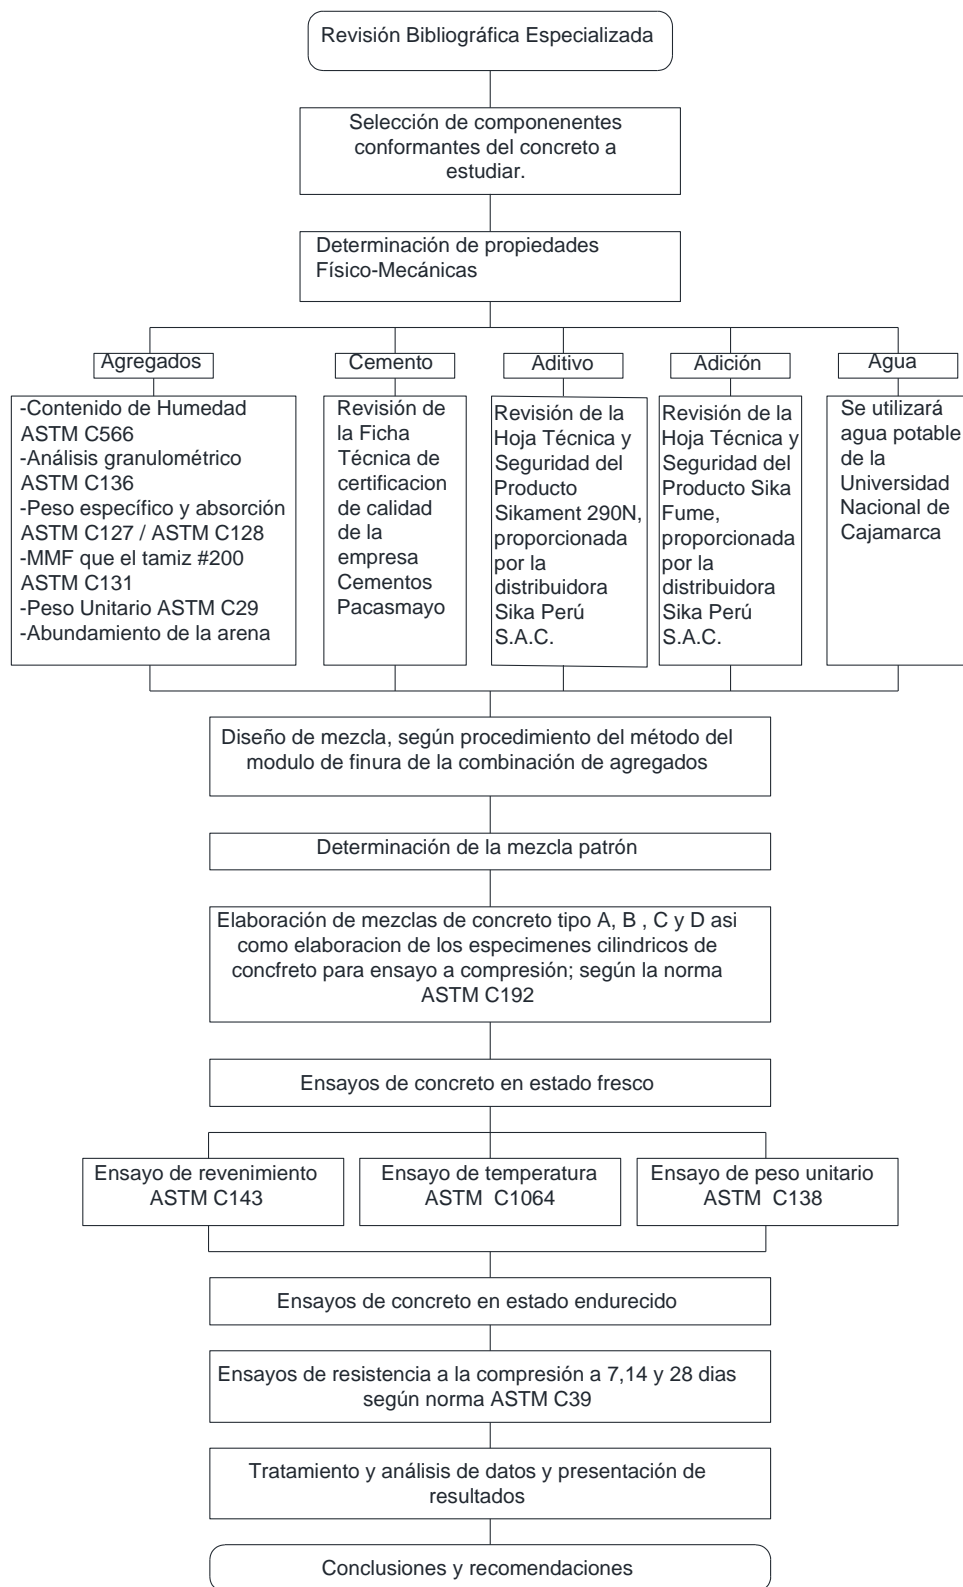 Revisión Bibliográfica Especializada
Selección de componenentes
conformantes del concreto a
estudiar.
Determinación de propiedades
Físico-Mecánicas
Agregados
-Contenido de Humedad
ASTM C566
-Análisis granulométrico
ASTM C136
-Peso específico y absorción
ASTM C127 / ASTM C128
-MMF que el tamiz #200
ASTM C131
-Peso Unitario ASTM C29
-Abundamiento de la arena
Cemento
Revisión de
la Ficha
Técnica de
certificacion
de calidad
de la
empresa
Cementos
Pacasmayo
Aditivo
Revisión de la
Hoja Técnica y
Seguridad del
Producto
Sikament 290N,
proporcionada
por la
distribuidora
Sika Perú
S.A.C.
Adición
Revisión de la
Hoja Técnica y
Seguridad del
Producto Sika
Fume,
proporcionada
por la
distribuidora
Sika Perú
S.A.C.
Agua
Se utilizará
agua potable
de la
Universidad
Nacional de
Cajamarca
Diseño de mezcla, según procedimiento del método del
modulo de finura de la combinación de agregados
Determinación de la mezcla patrón
Elaboración de mezclas de concreto tipo A, B , C y D asi
como elaboracion de los especimenes cilindricos de
concfreto para ensayo a compresión; según la norma
ASTM C192
Ensayos de concreto en estado fresco
Ensayo de revenimiento
ASTM C143
Ensayo de temperatura
ASTM  C1064
Ensayo de peso unitario
ASTM  C138
Ensayos de concreto en estado endurecido
Ensayos de resistencia a la compresión a 7,14 y 28 dias
según norma ASTM C39
Tratamiento y análisis de datos y presentación de
resultados
Conclusiones y recomendaciones